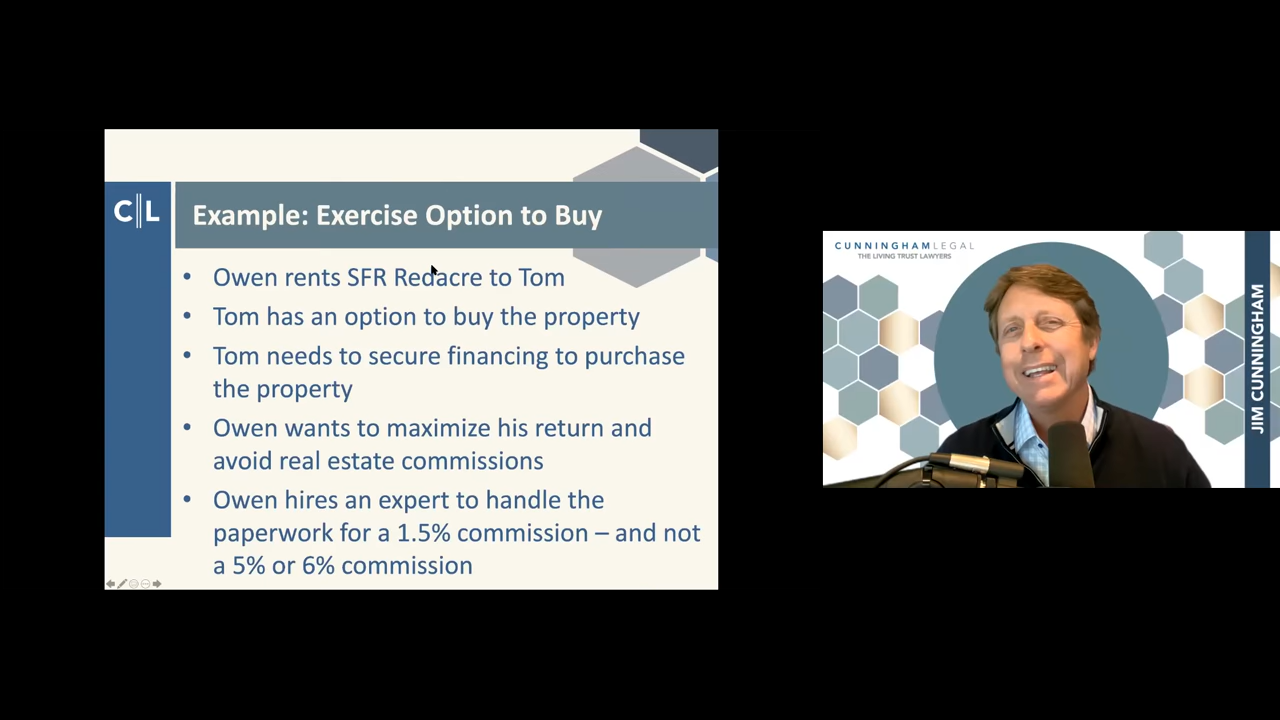 C||L
Example: Exercise Option to Buy
• Owen rents SFR Redacre to Tom
• Tom has an option to buy the property
• Tom needs to secure financing to purchase
the property
• Owen wants to maximize his return and
avoid real estate commissions
• Owen hires an expert to handle the
paperwork for a 1.5% commission – and not
a 5% or 6% commission
CUNNINGHAMLEGAL
THE LIVING TRUST LAWYERS
JIM CUNNINGHAM